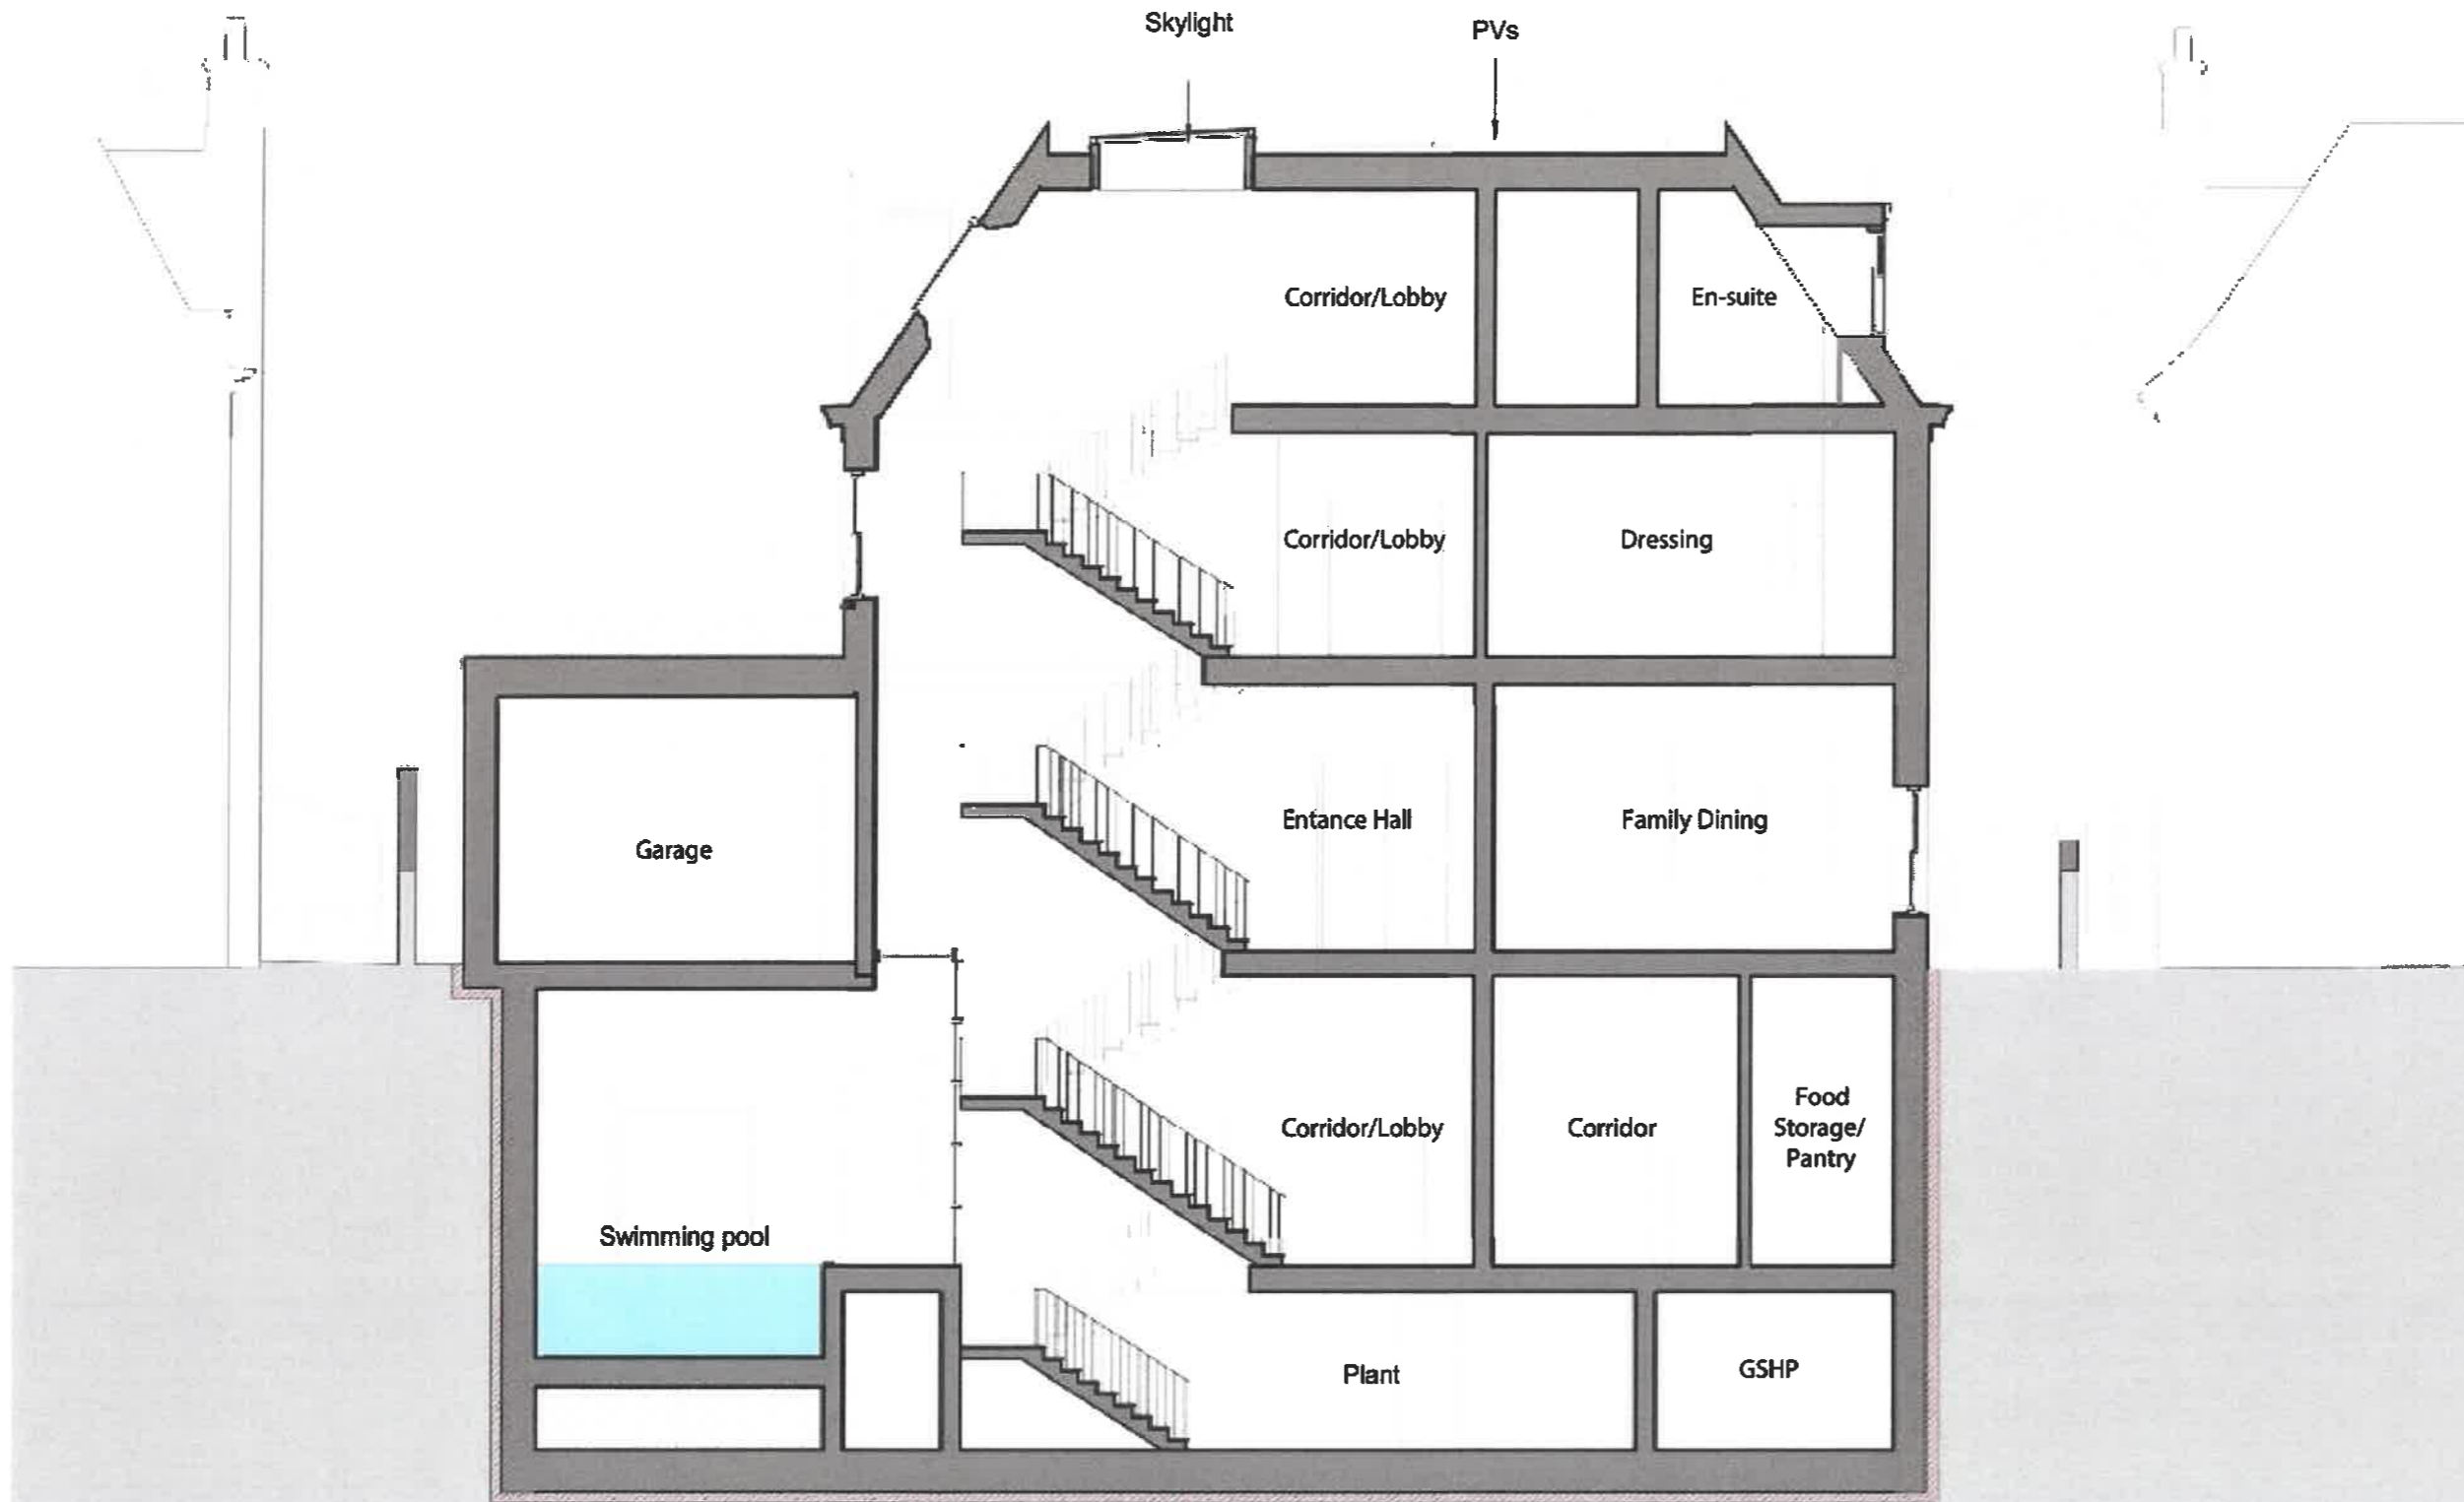 Skylight
PVs
Corridor/Lobby
En-suite
Corridor/Lobby
Dressing
Entance Hall
Family Dining
Garage
Corridor/Lobby
Corridor
Food
Storage/
Pantry
Swimming pool
Plant
GSHP